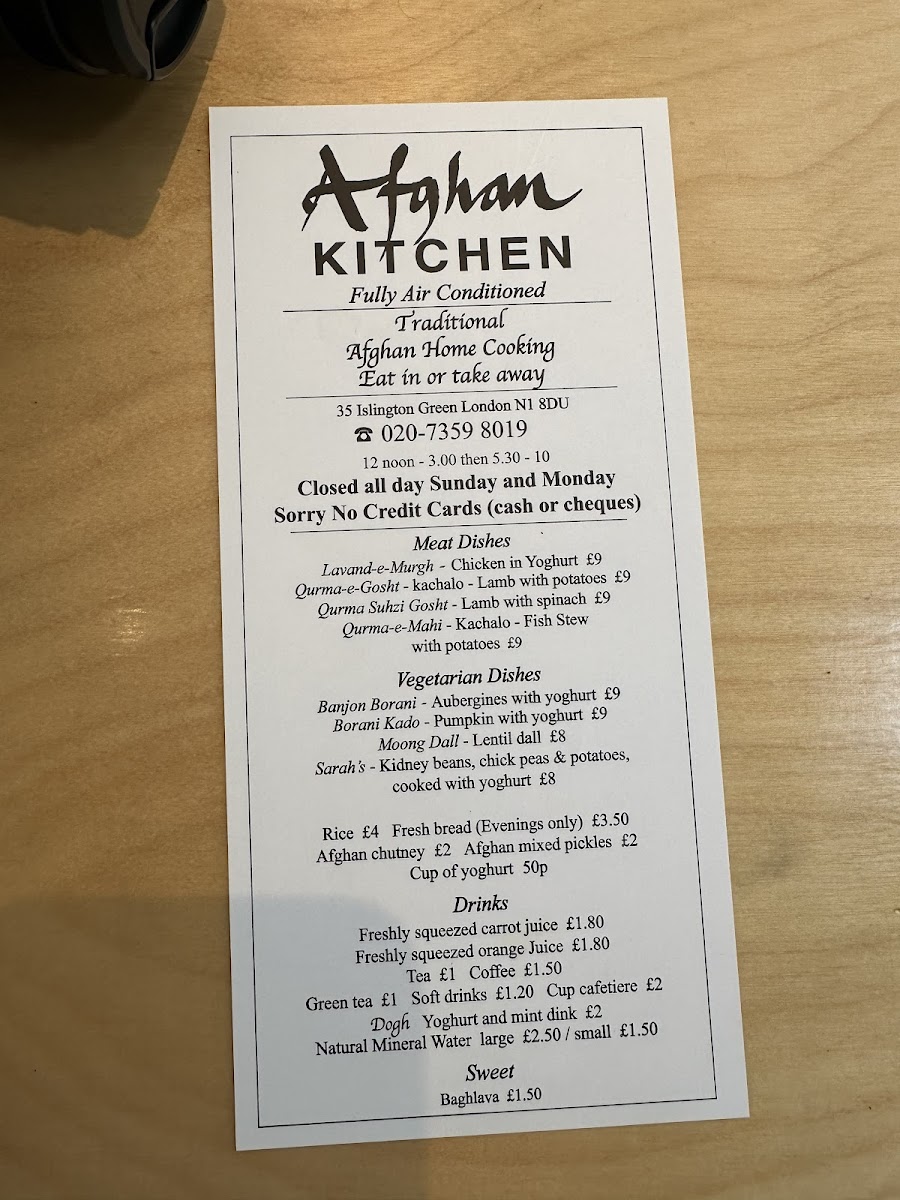 Afghan
KITCHEN
Fully Air Conditioned
Traditional
Afghan Home Cooking
Eat in or take away
35 Islington Green London N1 8DU
☎ 020-7359 8019
12 noon - 3.00 then 5.30 - 10
Closed all day Sunday and Monday
Sorry No Credit Cards (cash or cheques)
Meat Dishes
Lavand-e-Murgh - Chicken in Yoghurt £9
Qurma-e-Gosht - kachalo - Lamb with potatoes £9
Qurma Suhzi Gosht - Lamb with spinach £9
Qurma-e-Mahi - Kachalo - Fish Stew
with potatoes £9
Vegetarian Dishes
Banjon Borani - Aubergines with yoghurt £9
Borani Kado - Pumpkin with yoghurt £9
Moong Dall - Lentil dall £8
Sarah's - Kidney beans, chick peas & potatoes,
cooked with yoghurt £8
Rice £4 Fresh bread (Evenings only) £3.50
Afghan chutney £2 Afghan mixed pickles £2
Cup of yoghurt 50p
Drinks
Freshly squeezed carrot juice £1.80
Freshly squeezed orange Juice £1.80
Tea £1 Coffee £1.50
Green tea £1 Soft drinks £1.20 Cup cafetiere £2
Dogh Yoghurt and mint dink £2
Natural Mineral Water large £2.50 / small £1.50
Sweet
Baghlava £1.50